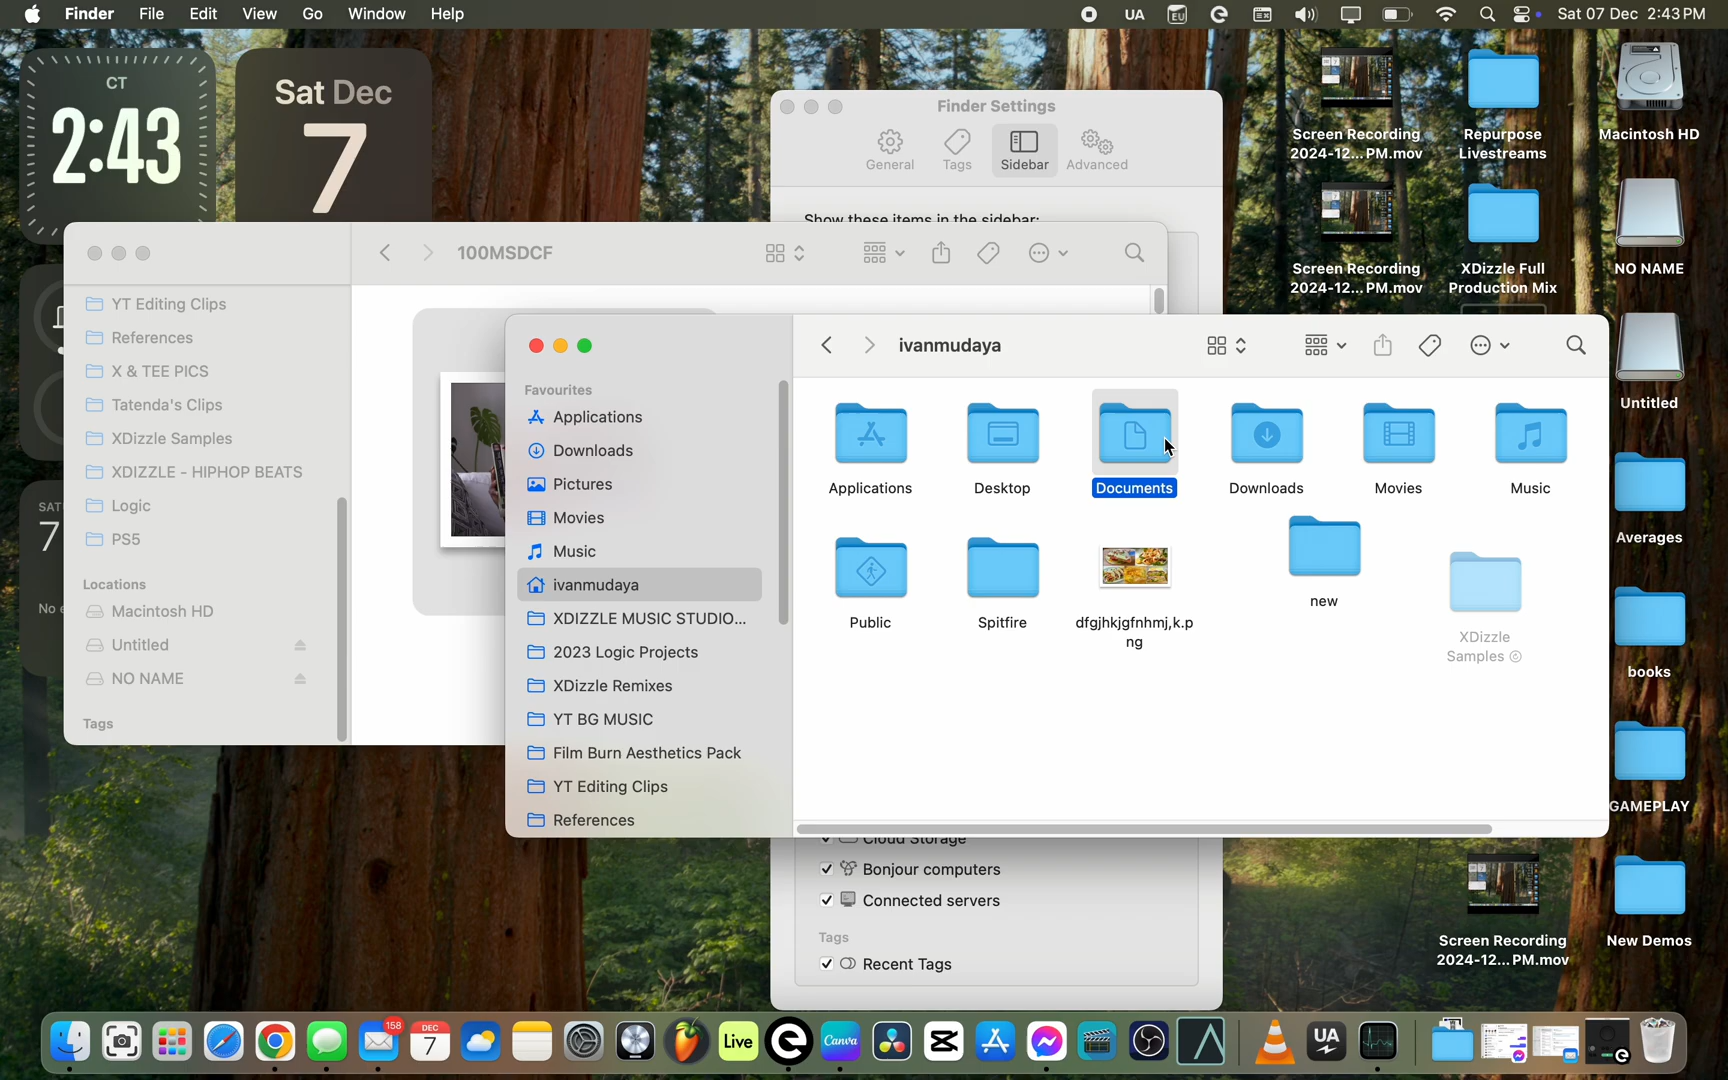 Finder File Edit View Go Window Help
UA EU Sat 07 Dec 2:43 PM
CT
2:43
Sat Dec
7
Finder Settings
General Tags Sidebar Advanced
Show these items in the sidebar:
Screen Recording
2024-12... PM.mov
Repurpose
Livestreams
Macintosh HD
Screen Recording
2024-12... PM.mov
XDizzle Full
Production Mix
NO NAME
Untitled
Averages
books
GAMEPLAY
Screen Recording
2024-12... PM.mov
New Demos
SAT
7
No e
100MSDCF
YT Editing Clips
References
X & TEE PICS
Tatenda's Clips
XDizzle Samples
XDIZZLE - HIPHOP BEATS
Logic
PS5
Locations
Macintosh HD
Untitled
NO NAME
Tags
Favourites
Applications
Downloads
Pictures
Movies
Music
ivanmudaya
XDIZZLE MUSIC STUDIO...
2023 Logic Projects
XDizzle Remixes
YT BG MUSIC
Film Burn Aesthetics Pack
YT Editing Clips
References
ivanmudaya
Applications Desktop Documents Downloads Movies Music
Public Spitfire dfgjhkjgfnhmj,k.p
ng
new
XDizzle
Samples
Cloud Storage
Bonjour computers
Connected servers
Tags
Recent Tags
158
DEC
7
Live
Canva
UA